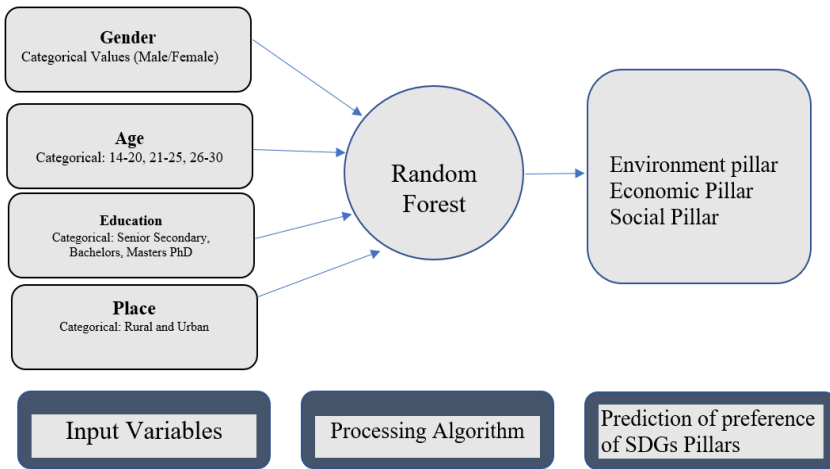 Gender
Categorical Values (Male/Female)
Age
Categorical: 14-20, 21-25, 26-30
Education
Categorical: Senior Secondary,
Bachelors, Masters PhD
Place
Categorical: Rural and Urban
Random
Forest
Environment pillar
Economic Pillar
Social Pillar
Input Variables
Processing Algorithm
Prediction of preference
of SDGs Pillars